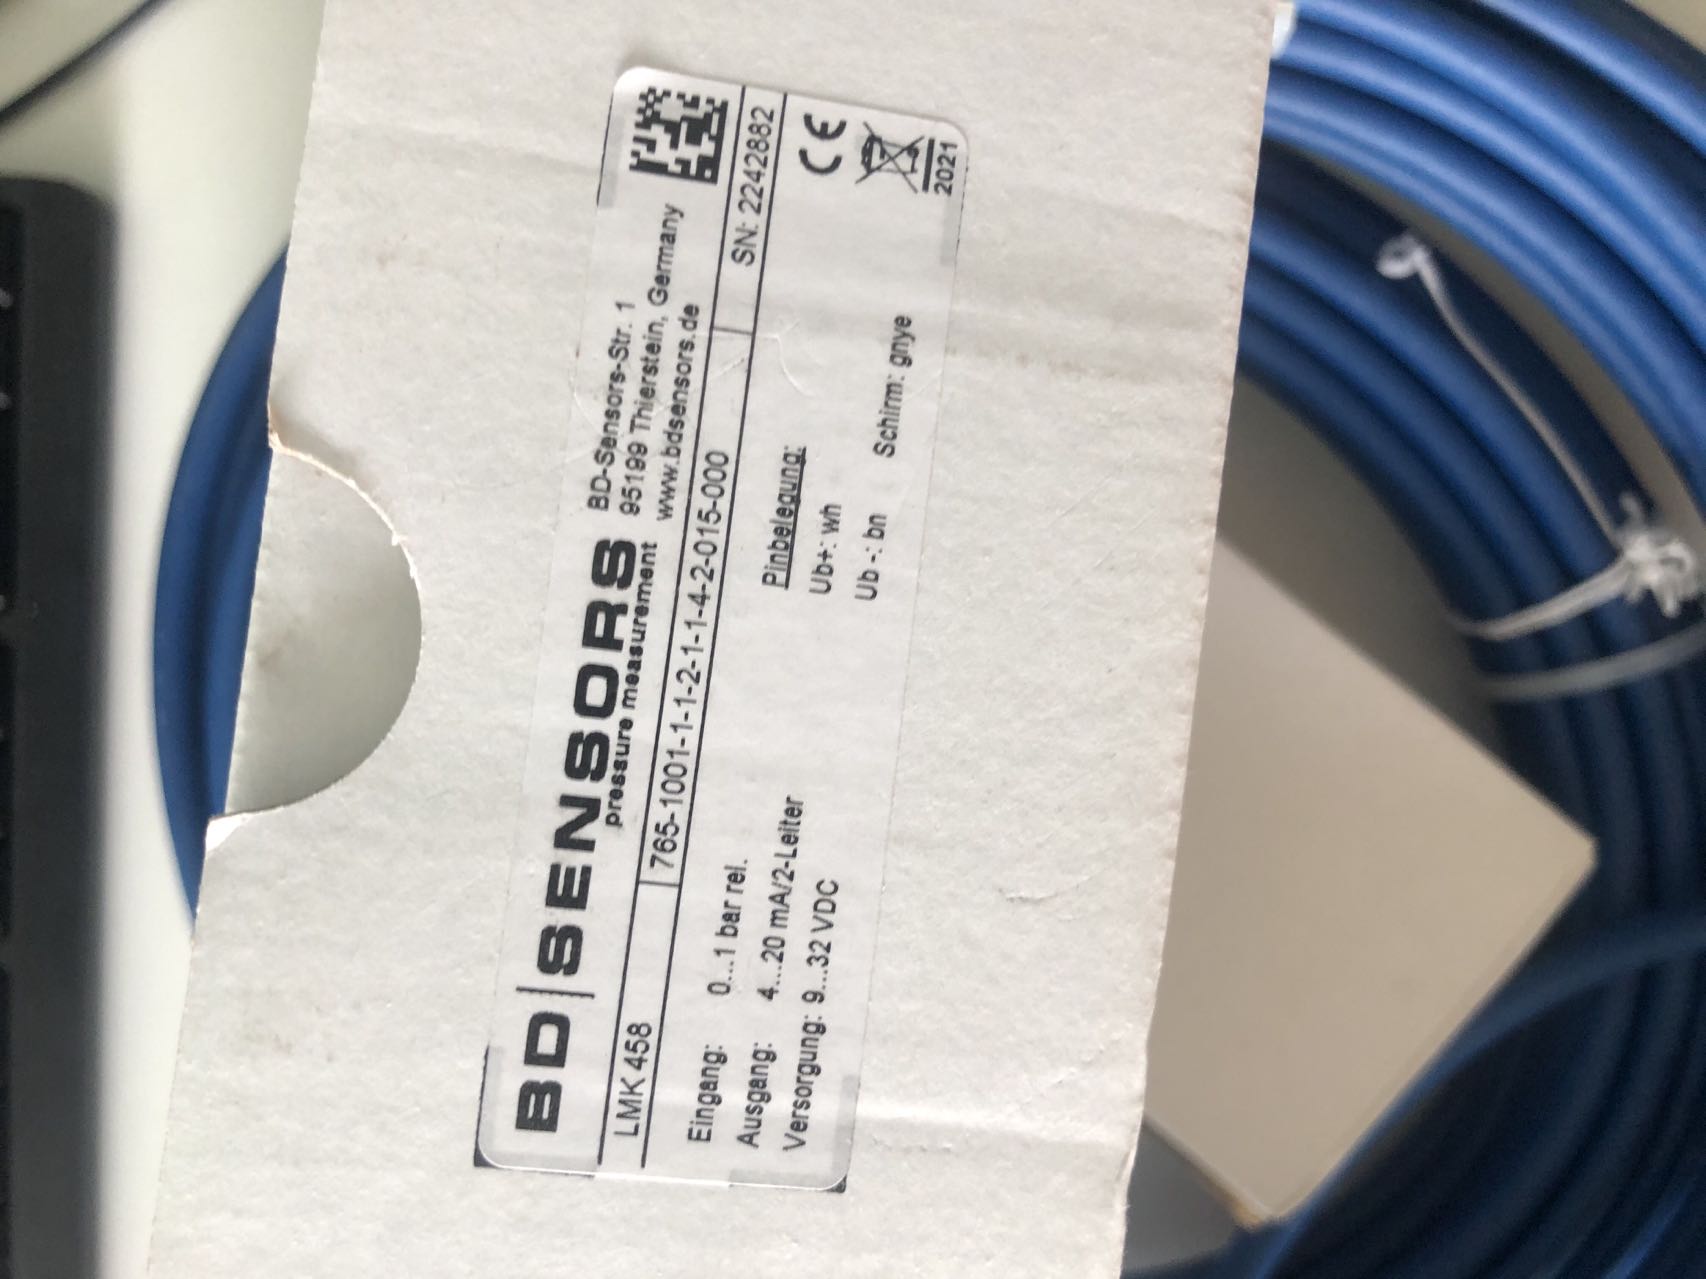 BD|SENSORS
pressure measurement
BD-Sensors-Str. 1
95199 Thierstein, Germany
www.bdsensors.de
LMK 458
765-1001-1-1-2-1-1-4-2-015-000
SN: 2242882
Eingang: 0...1 bar rel.
Ausgang: 4...20 mA/2-Leiter
Versorgung: 9...32 VDC
Pinbelegung:
Ub+: wh
Ub -: bn
Schirm: gnye
CE
2021